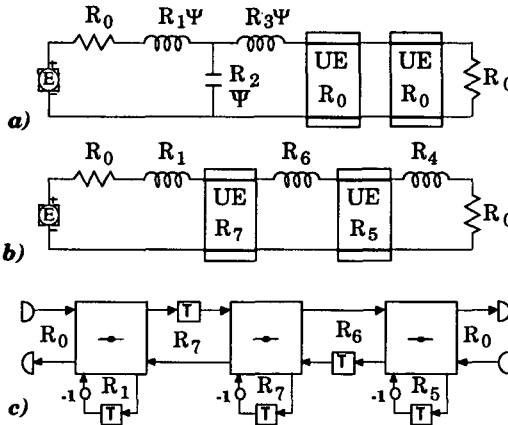 R₀ R₁Ψ R₃Ψ
E R₂ Ψ UE R₀ UE R₀ R₀
a)
R₀ R₁ R₆ R₄
E UE R₇ UE R₅ R₀
b)
R₀ T R₇ R₆ T R₀
-1 R₁ T -1 R₇ T -1 R₅ T
c)